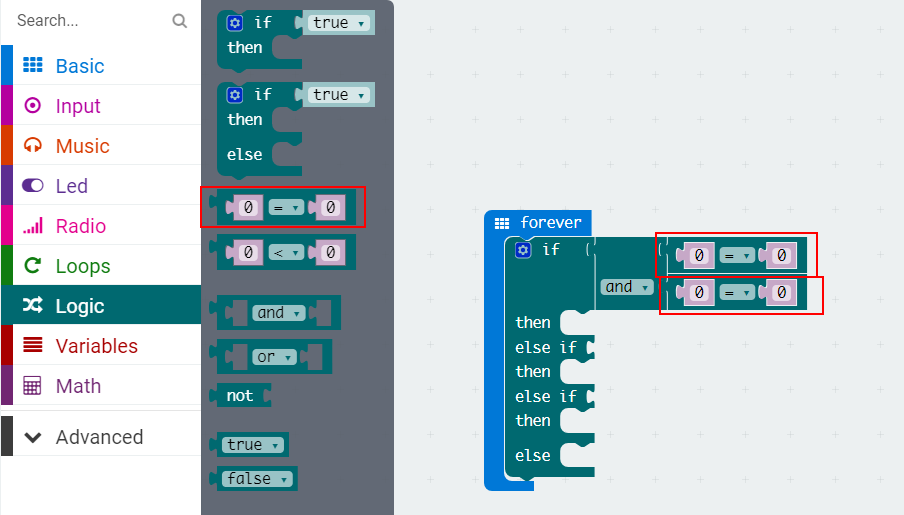 Search...
Basic
Input
Music
Led
Radio
Loops
Logic
Variables
Math
Advanced
if true
then
if true
then
else
0 = 0
0 < 0
and
or
not
true
false
forever
if 0 = 0
and 0 = 0
then
else if
then
else if
then
else